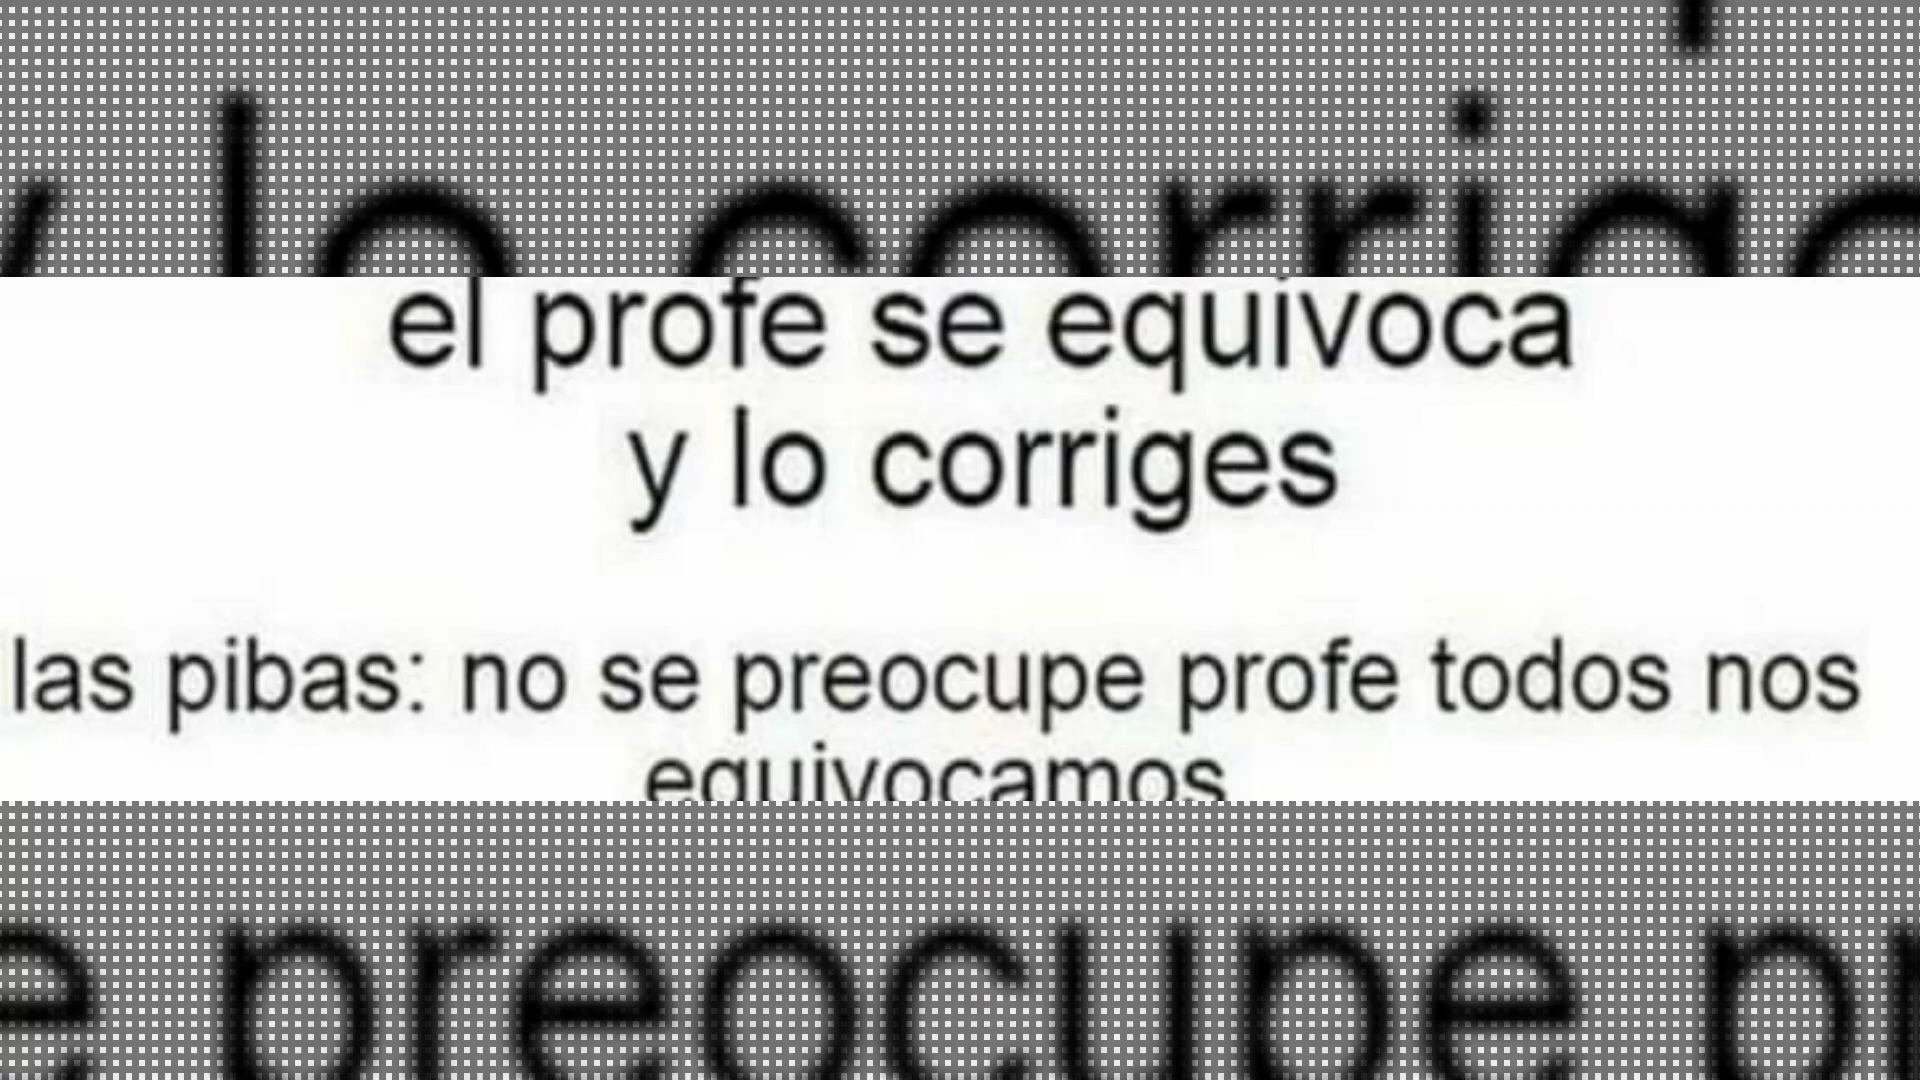 el profe se equivoca
y lo corriges
las pibas: no se preocupe profe todos nos
equivocamos